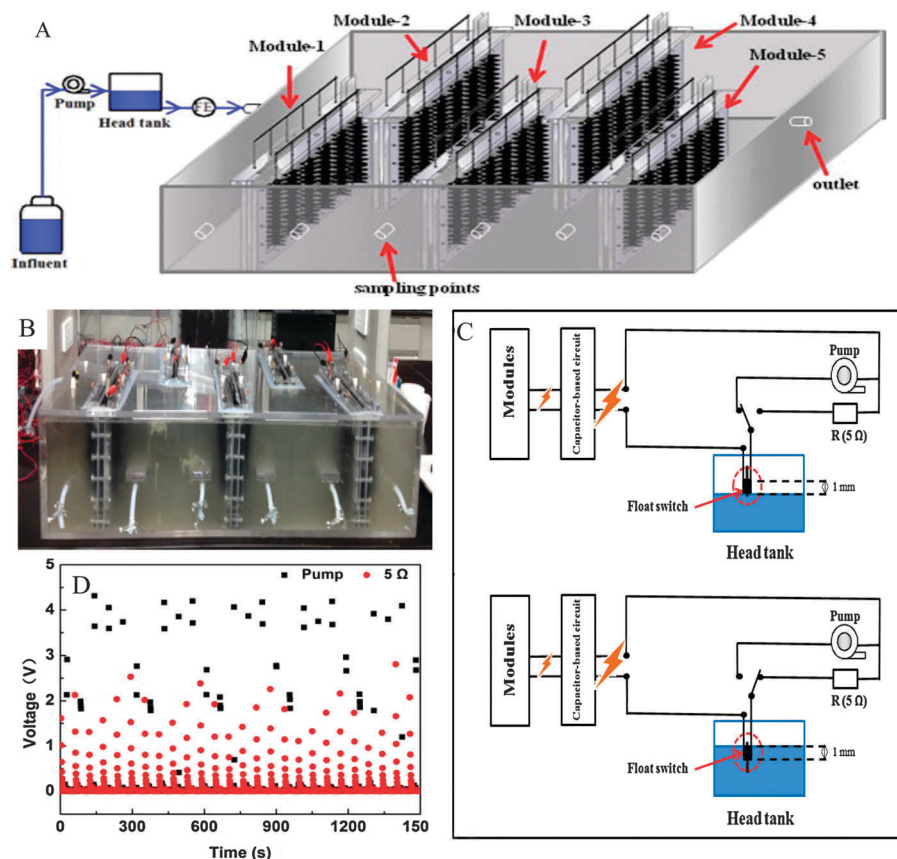 A
Module-1
Module-2
Module-3
Module-4
Module-5
Pump
Head tank
FE
Influent
outlet
sampling points
B
C
Modules
Capacitor-based circuit
Pump
R (5 Ω)
Float switch
1 mm
Head tank
Modules
Capacitor-based circuit
Pump
R (5 Ω)
Float switch
1 mm
Head tank
D
Pump 5 Ω
Voltage (V)
5
4
3
2
1
0
0 300 600 900 1200 1500
Time (s)